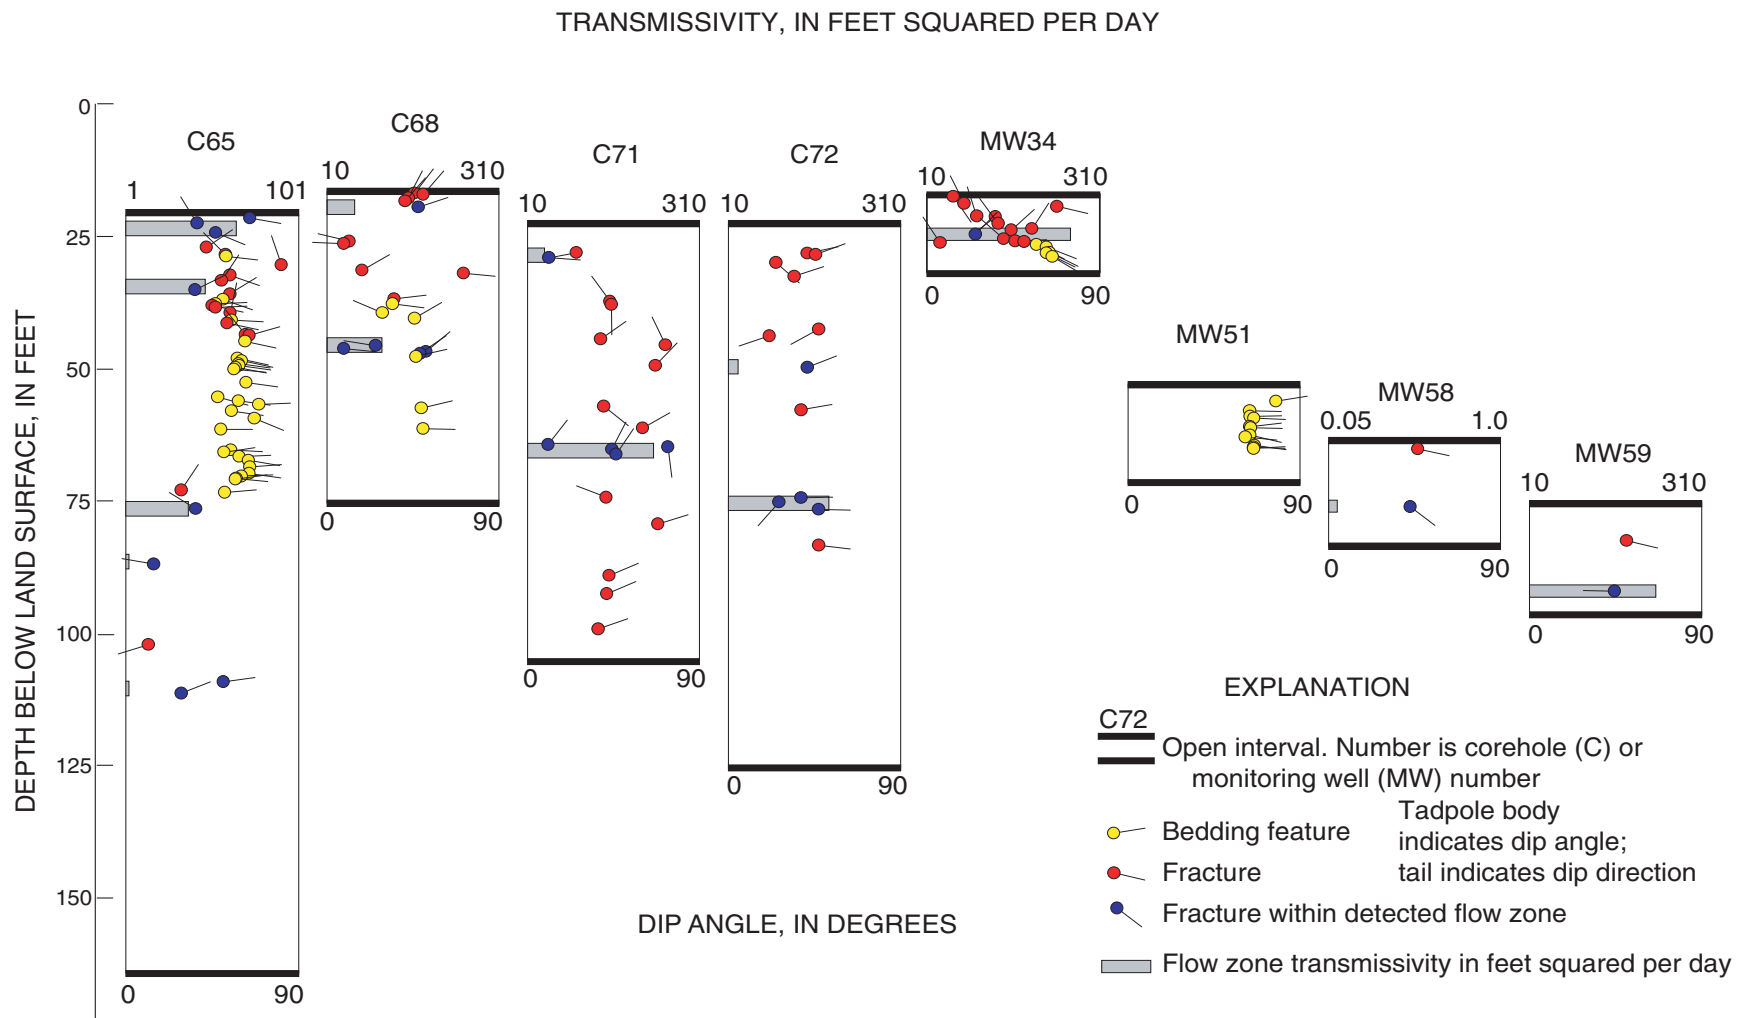 TRANSMISSIVITY, IN FEET SQUARED PER DAY
DEPTH BELOW LAND SURFACE, IN FEET
0
25
50
75
100
125
150
C65
1 101
0 90
C68
10 310
0 90
C71
10 310
0 90
C72
10 310
0 90
MW34
10 310
0 90
MW51
0 90
MW58
0.05 1.0
0 90
MW59
10 310
0 90
DIP ANGLE, IN DEGREES
EXPLANATION
C72
Open interval. Number is corehole (C) or
monitoring well (MW) number
Bedding feature
Fracture
Tadpole body
indicates dip angle;
tail indicates dip direction
Fracture within detected flow zone
Flow zone transmissivity in feet squared per day